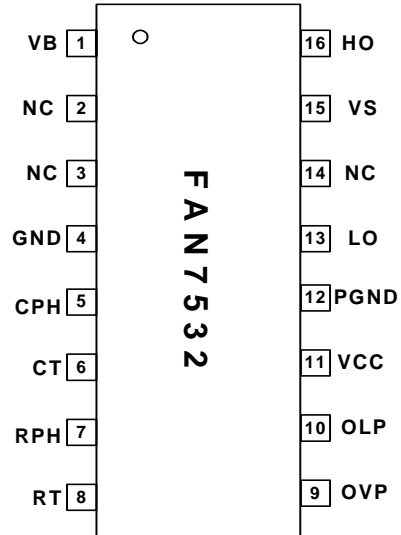 VB 1
NC 2
NC 3
GND 4
CPH 5
CT 6
RPH 7
RT 8
FAN7532
16 HO
15 VS
14 NC
13 LO
12 PGND
11 VCC
10 OLP
9 OVP